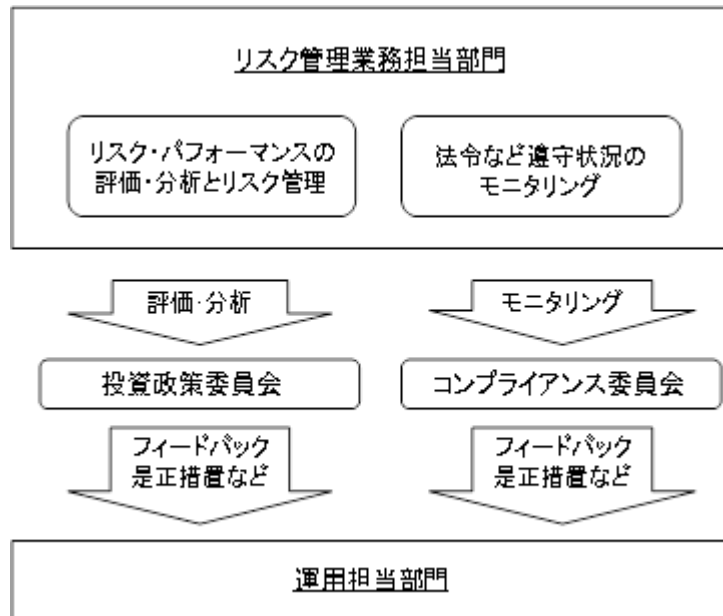 リスク管理業務担当部門
リスク・パフォーマンスの
評価・分析とリスク管理
法令など遵守状況の
モニタリング
評価・分析
モニタリング
投資政策委員会
コンプライアンス委員会
フィードバック
是正措置など
フィードバック
是正措置など
運用担当部門